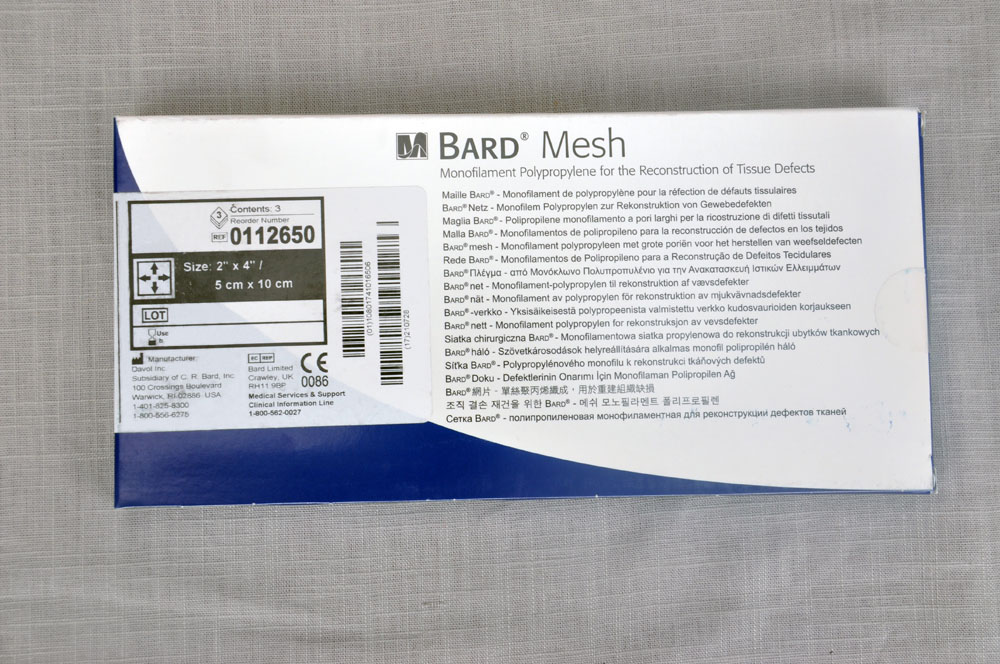 BARD® Mesh
Monofilament Polypropylene for the Reconstruction of Tissue Defects
Maille BARD® - Monofilament de polypropylène pour la réfection de défauts tissulaires
BARD® Netz - Monofilem Polypropylen zur Rekonstruktion von Gewebedefekten
Maglia BARD® - Polipropilene monofilamento a pori larghi per la ricostruzione di difetti tissutali
Malla BARD® - Monofilamentos de polipropileno para la reconstrucción de defectos en los tejidos
BARD® mesh - Monofilament polypropyleen met grote poriën voor het herstellen van weefseldefecten
Rede BARD® - Monofilamentos de Polipropileno para a Reconstrução de Defeitos Tecidulares
BARD® Πλέγμα - από Μονόκλωνο Πολυπροπυλένιο για την Ανακατασκευή Ιστικών Ελλειμμάτων
BARD® net - Monofilament-polypropylen til rekonstruktion af vævsdefekter
BARD® nät - Monofilament av polypropylen för rekonstruktion av mjukvävnadsdefekter
BARD® -verkko - Yksisäikeisestä polypropeenista valmistettu verkko kudosvaurioiden korjaukseen
BARD® nett - Monofilament polypropylen for rekonstruksjon av vevsdefekter
Siatka chirurgiczna BARD® - Monofilamentowa siatka propylenowa do rekonstrukcji ubytków tkankowych
BARD® háló - Szövetkárosodások helyreállítására alkalmas monofil polipropilén háló
Síťka BARD® - Polypropylénového monofilu k rekonstrukci tkáňových defektů
BARD® Doku - Defektlerinin Onarımı İçin Monofilaman Polipropilen Ağ
BARD® 網片、單絲聚丙烯織成，用於重建組織缺損
조직 결손 재건을 위한 BARD® - 메쉬 모노필라멘트 폴리프로필렌
Сетка BARD® - полипропиленовая монофиламентная для реконструкции дефектов тканей
3
Contents: 3
Reorder Number
REF 0112650
Size: 2" x 4" /
5 cm x 10 cm
LOT
Use
(01)10801741016506
(17)210728
Manufacturer:
Davol Inc
Subsidiary of C. R. Bard, Inc.
100 Crossings Boulevard
Warwick, RI 02886 USA
1-401-825-8300
1-800-556-6275
EC REP
Bard Limited
Crawley, UK
RH11 9BP
CE
0086
Medical Services & Support
Clinical Information Line
1-800-562-0027